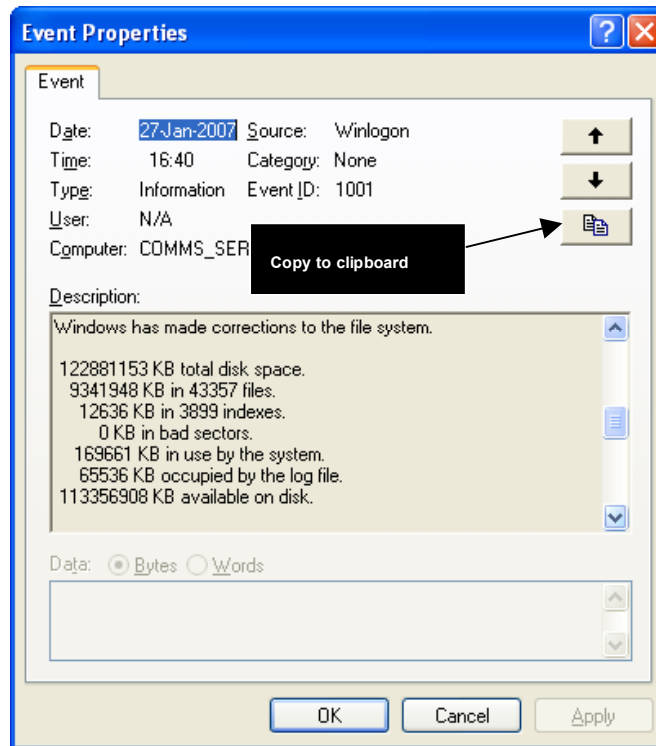 Event Properties
Event
Date: 27-Jan-2007 Source: Winlogon
Time: 16:40 Category: None
Type: Information Event ID: 1001
User: N/A
Computer: COMMS_SER
Copy to clipboard
Description:
Windows has made corrections to the file system.
122881153 KB total disk space.
9341948 KB in 43357 files.
12636 KB in 3899 indexes.
0 KB in bad sectors.
169661 KB in use by the system.
65536 KB occupied by the log file.
113356908 KB available on disk.
Data: Bytes Words
OK Cancel Apply